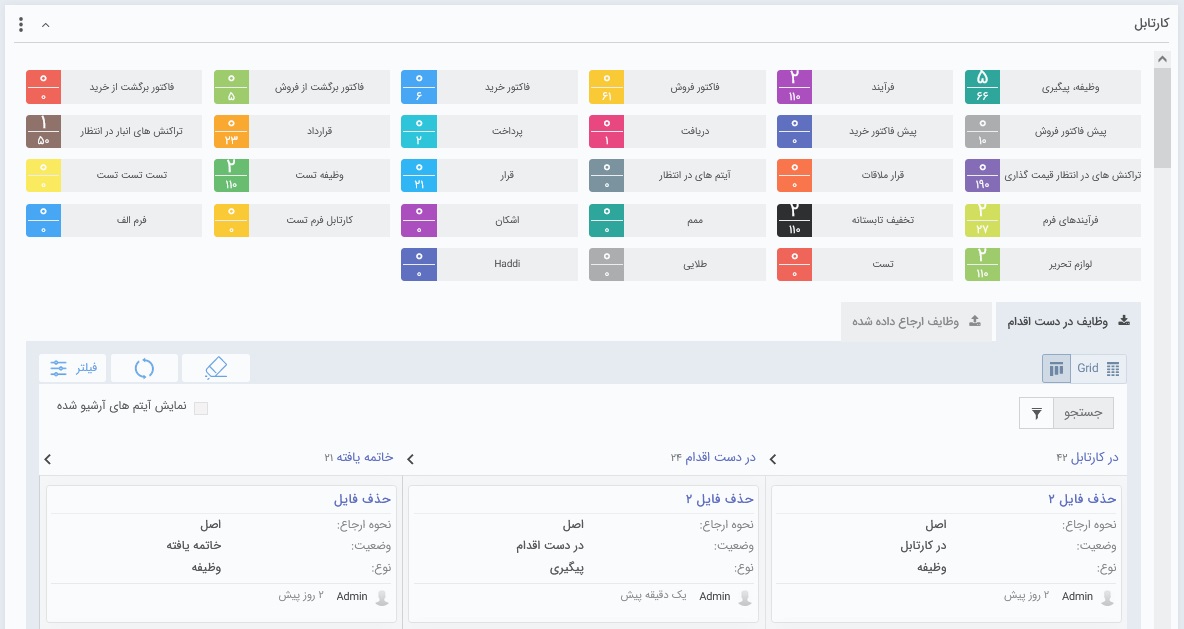 کارتابل
وظیفه، پیگیری ۵ ۶۶
فرآیند ۲ ۱۱۰
فاکتور فروش ۰ ۶۱
فاکتور خرید ۰ ۶
فاکتور برگشت از فروش ۰ ۵
فاکتور برگشت از خرید ۰ ۰
پیش فاکتور فروش ۰ ۱۰
پیش فاکتور خرید ۰ ۰
دریافت ۰ ۱
پرداخت ۰ ۲
قرارداد ۰ ۲۳
تراکنش های انبار در انتظار ۱ ۵۰
تراکنش های در انتظار قیمت گذاری ۰ ۱۹۰
قرار ملاقات ۰ ۰
آیتم های در انتظار ۰ ۰
قرار ۰ ۲۱
وظیفه تست ۲ ۱۱۰
تست تست تست ۰ ۰
فرآیندهای فرم ۲ ۲۷
تخفیف تابستانه ۲ ۱۱۰
ممم ۰ ۰
اشکان ۰ ۰
کارتابل فرم تست ۰ ۰
فرم الف ۰ ۰
لوازم تحریر ۲ ۱۱۰
تست ۰ ۰
طلایی ۰ ۰
Haddi ۰ ۰
وظایف در دست اقدام وظایف ارجاع داده شده
Grid فیلتر
جستجو نمایش آیتم های آرشیو شده
در کارتابل ۴۲ در دست اقدام ۲۴ خاتمه یافته ۲۱
حذف فایل ۲ حذف فایل ۲ حذف فایل
نحوه ارجاع: اصل نحوه ارجاع: اصل نحوه ارجاع: اصل
وضعیت: در کارتابل وضعیت: در دست اقدام وضعیت: خاتمه یافته
نوع: وظیفه نوع: پیگیری نوع: وظیفه
Admin ۲ روز پیش Admin یک دقیقه پیش Admin ۲ روز پیش